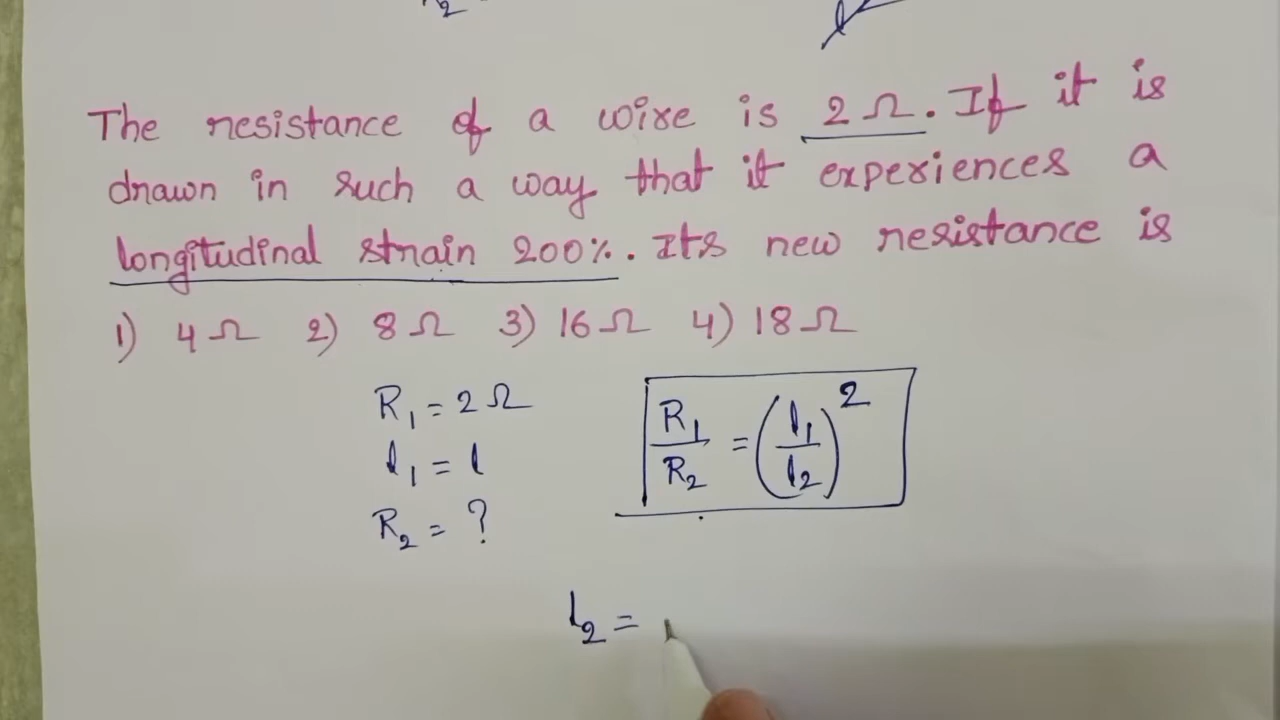 The resistance of a wire is 2 Ω. If it is
drawn in such a way that it experiences a
longitudinal strain 200%. Its new resistance is
1) 4 Ω 2) 8 Ω 3) 16 Ω 4) 18 Ω
R₁ = 2 Ω
l₁ = l
R₂ = ?
R₁/R₂ = (l₁/l₂)²
l₂ =